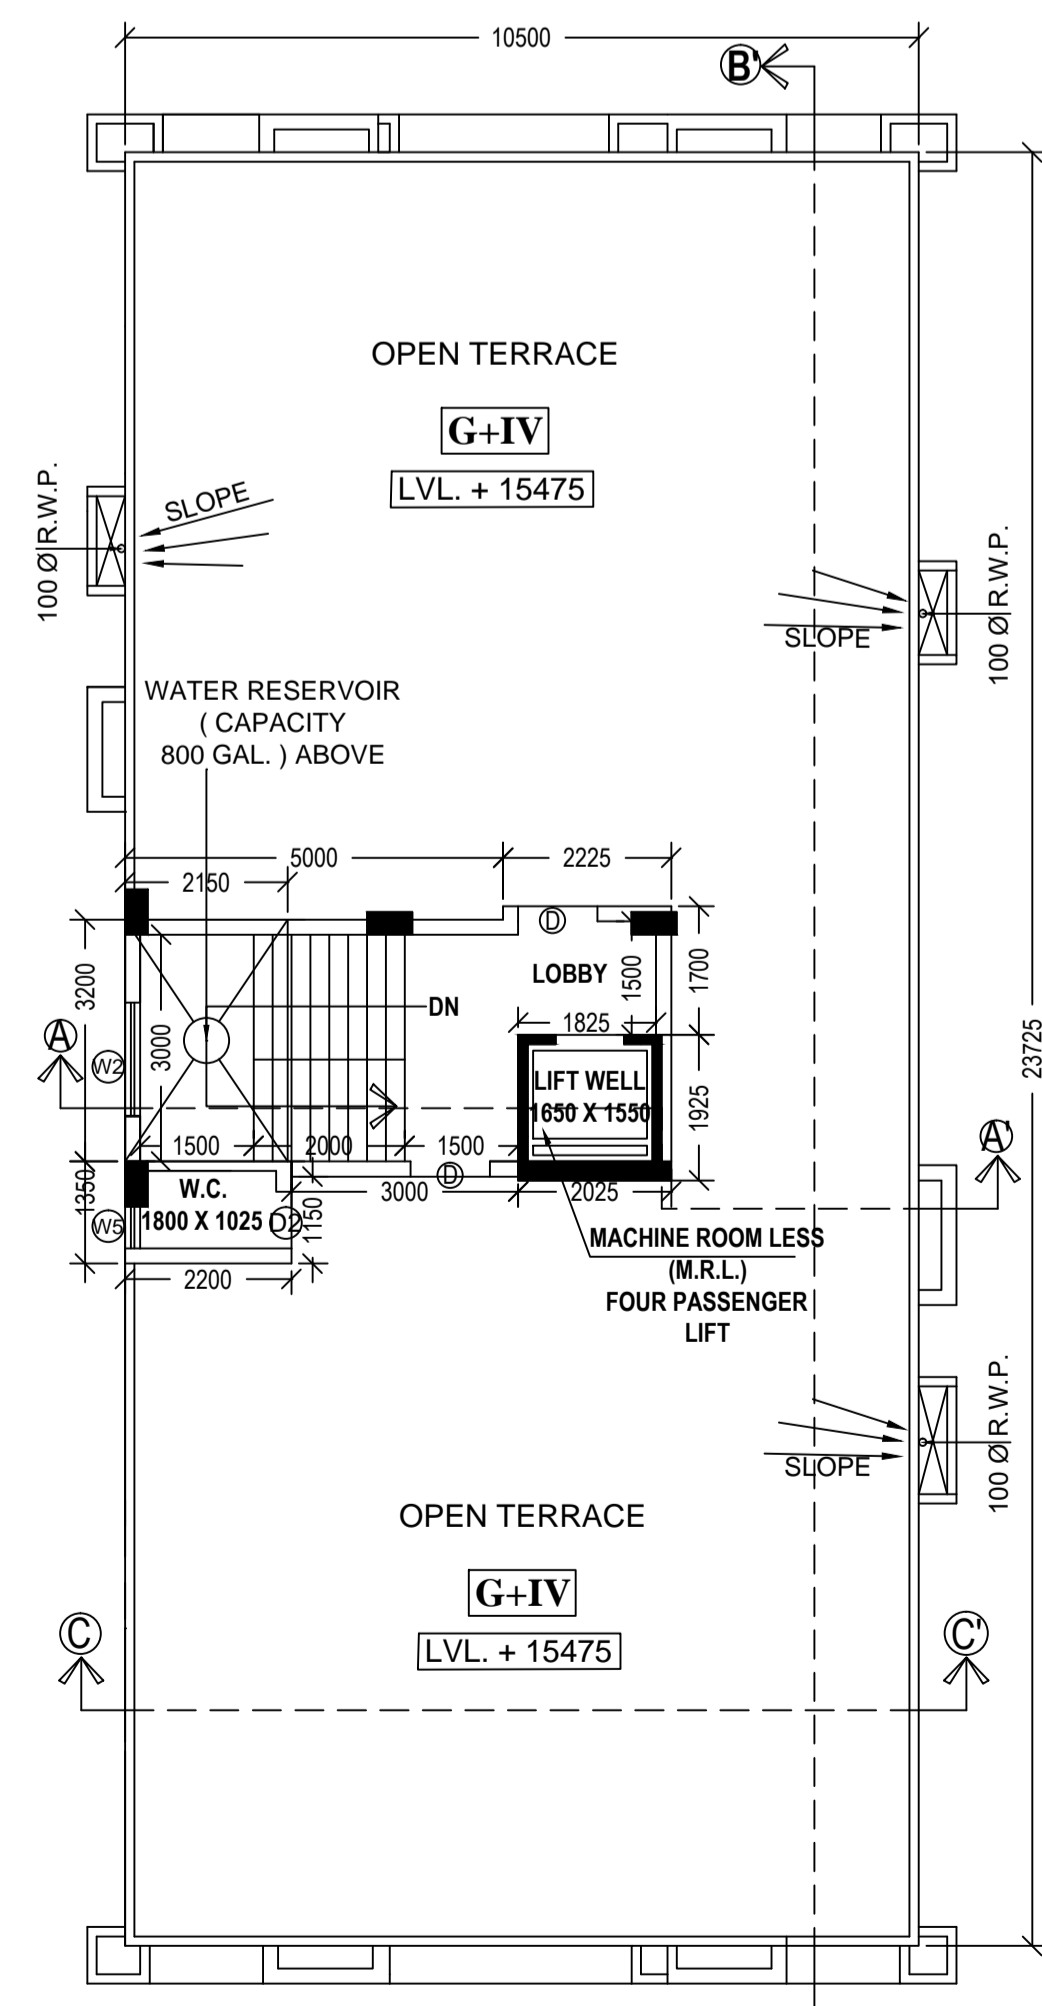 10500
B'
OPEN TERRACE
G+IV
LVL. + 15475
SLOPE
100 Ø R.W.P.
SLOPE
100 Ø R.W.P.
WATER RESERVOIR
( CAPACITY
800 GAL. ) ABOVE
5000
2225
2150
D
LOBBY
1500
1700
3200
3000
DN
A
W2
1825
23725
LIFT WELL
1650 X 1550
1925
A'
1500
2000
1500
D
3000
2025
1350
W.C.
1800 X 1025
D2
1150
W5
2200
MACHINE ROOM LESS
(M.R.L.)
FOUR PASSENGER
LIFT
SLOPE
100 Ø R.W.P.
OPEN TERRACE
G+IV
LVL. + 15475
C
C'